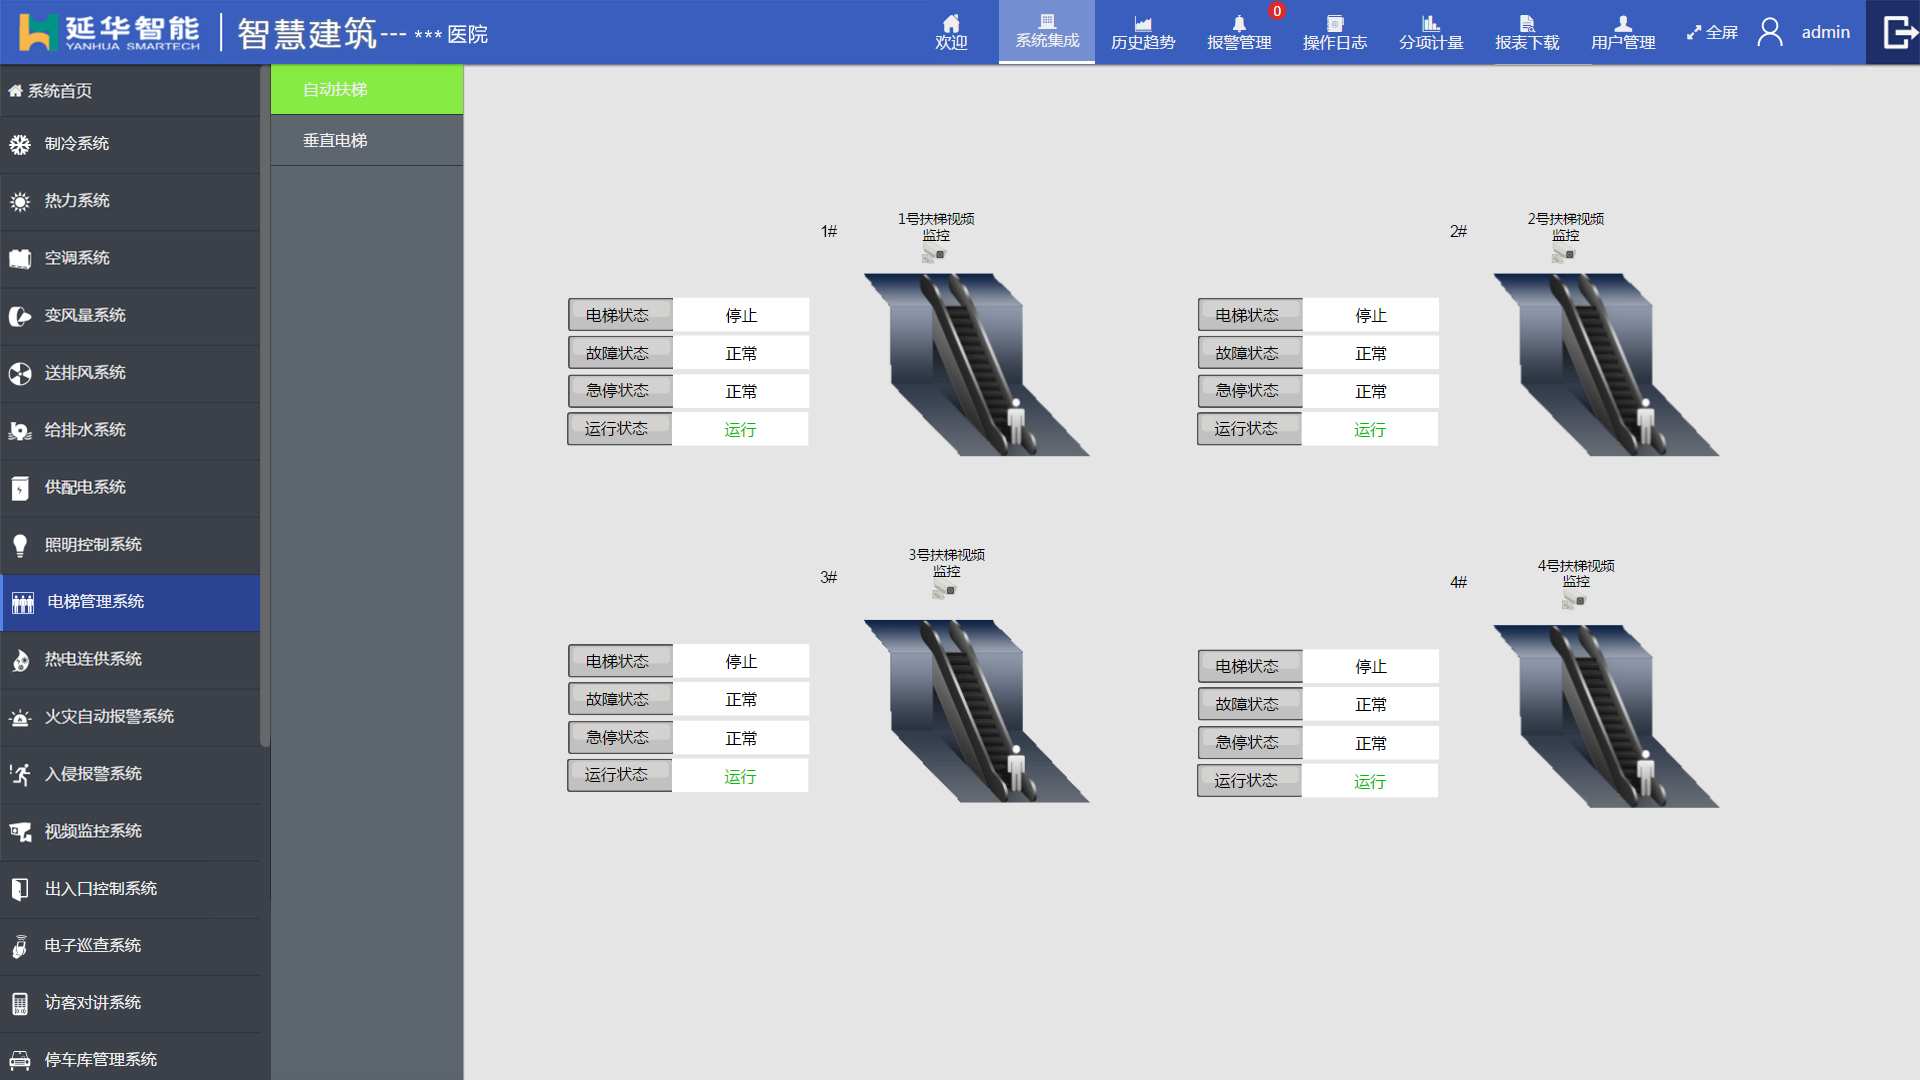 延华智能
YANHUA SMARTECH
智慧建筑--- *** 医院
欢迎
系统集成
历史趋势
报警管理
0
操作日志
分项计量
报表下载
用户管理
全屏
admin
系统首页
制冷系统
热力系统
空调系统
变风量系统
送排风系统
给排水系统
供配电系统
照明控制系统
电梯管理系统
热电连供系统
火灾自动报警系统
入侵报警系统
视频监控系统
出入口控制系统
电子巡查系统
访客对讲系统
停车库管理系统
自动扶梯
垂直电梯
1#
1号扶梯视频
监控
电梯状态 停止
故障状态 正常
急停状态 正常
运行状态 运行
2#
2号扶梯视频
监控
电梯状态 停止
故障状态 正常
急停状态 正常
运行状态 运行
3#
3号扶梯视频
监控
电梯状态 停止
故障状态 正常
急停状态 正常
运行状态 运行
4#
4号扶梯视频
监控
电梯状态 停止
故障状态 正常
急停状态 正常
运行状态 运行